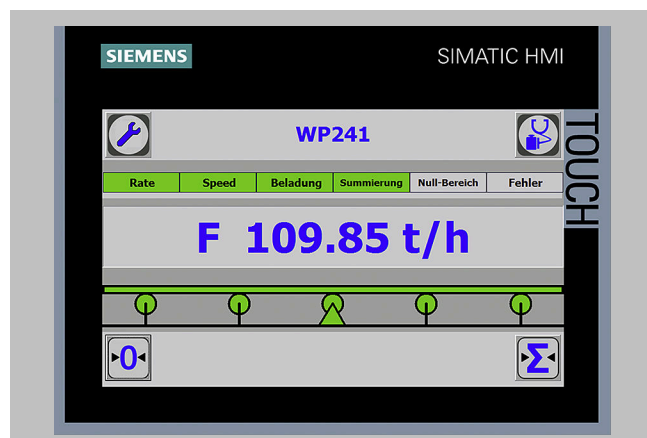 SIEMENS
SIMATIC HMI
TOUCH
WP241
Rate Speed Beladung Summierung Null-Bereich Fehler
F 109.85 t/h
0
Σ